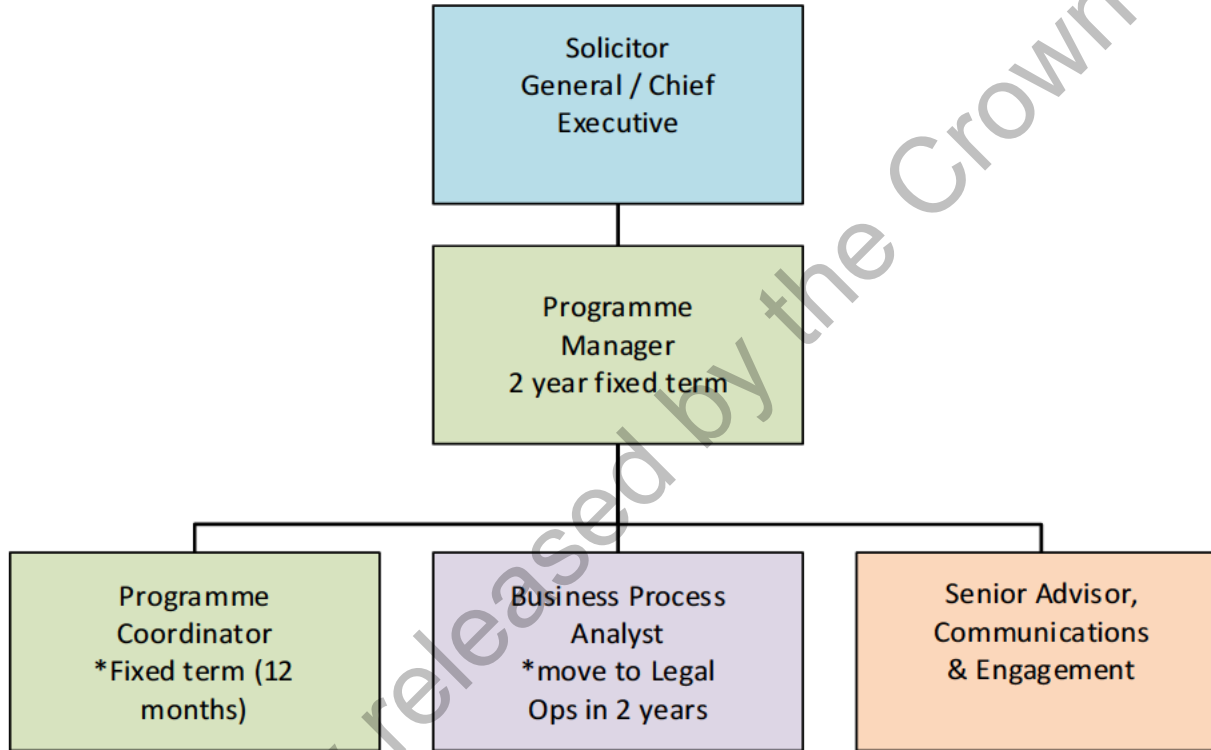 Solicitor
General / Chief
Executive
Programme
Manager
2 year fixed term
Programme
Coordinator
*Fixed term (12
months)
Business Process
Analyst
*move to Legal
Ops in 2 years
Senior Advisor,
Communications
& Engagement
released by the Crown